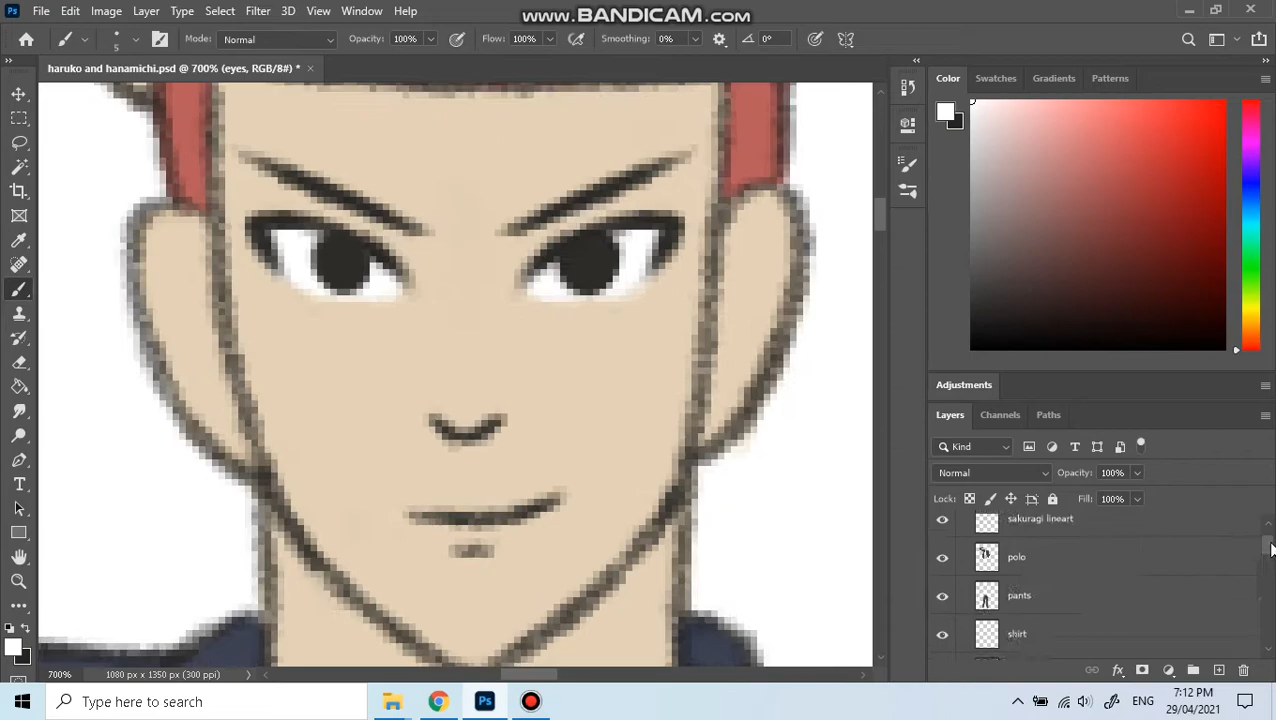 Ps File Edit Image Layer Type Select Filter 3D View Window Help
www.BANDICAM.com
5 Mode: Normal Opacity: 100% Flow: 100% Smoothing: 0% 0°
haruko and hanamichi.psd @ 700% (eyes, RGB/8#) *
Color Swatches Gradients Patterns
Adjustments
Layers Channels Paths
Kind
Normal Opacity: 100%
Lock: Fill: 100%
sakuragi lineart
polo
pants
shirt
700% 1080 px x 1350 px (300 ppi)
Type here to search
Ps
ENG
7:12 PM
29/04/2021